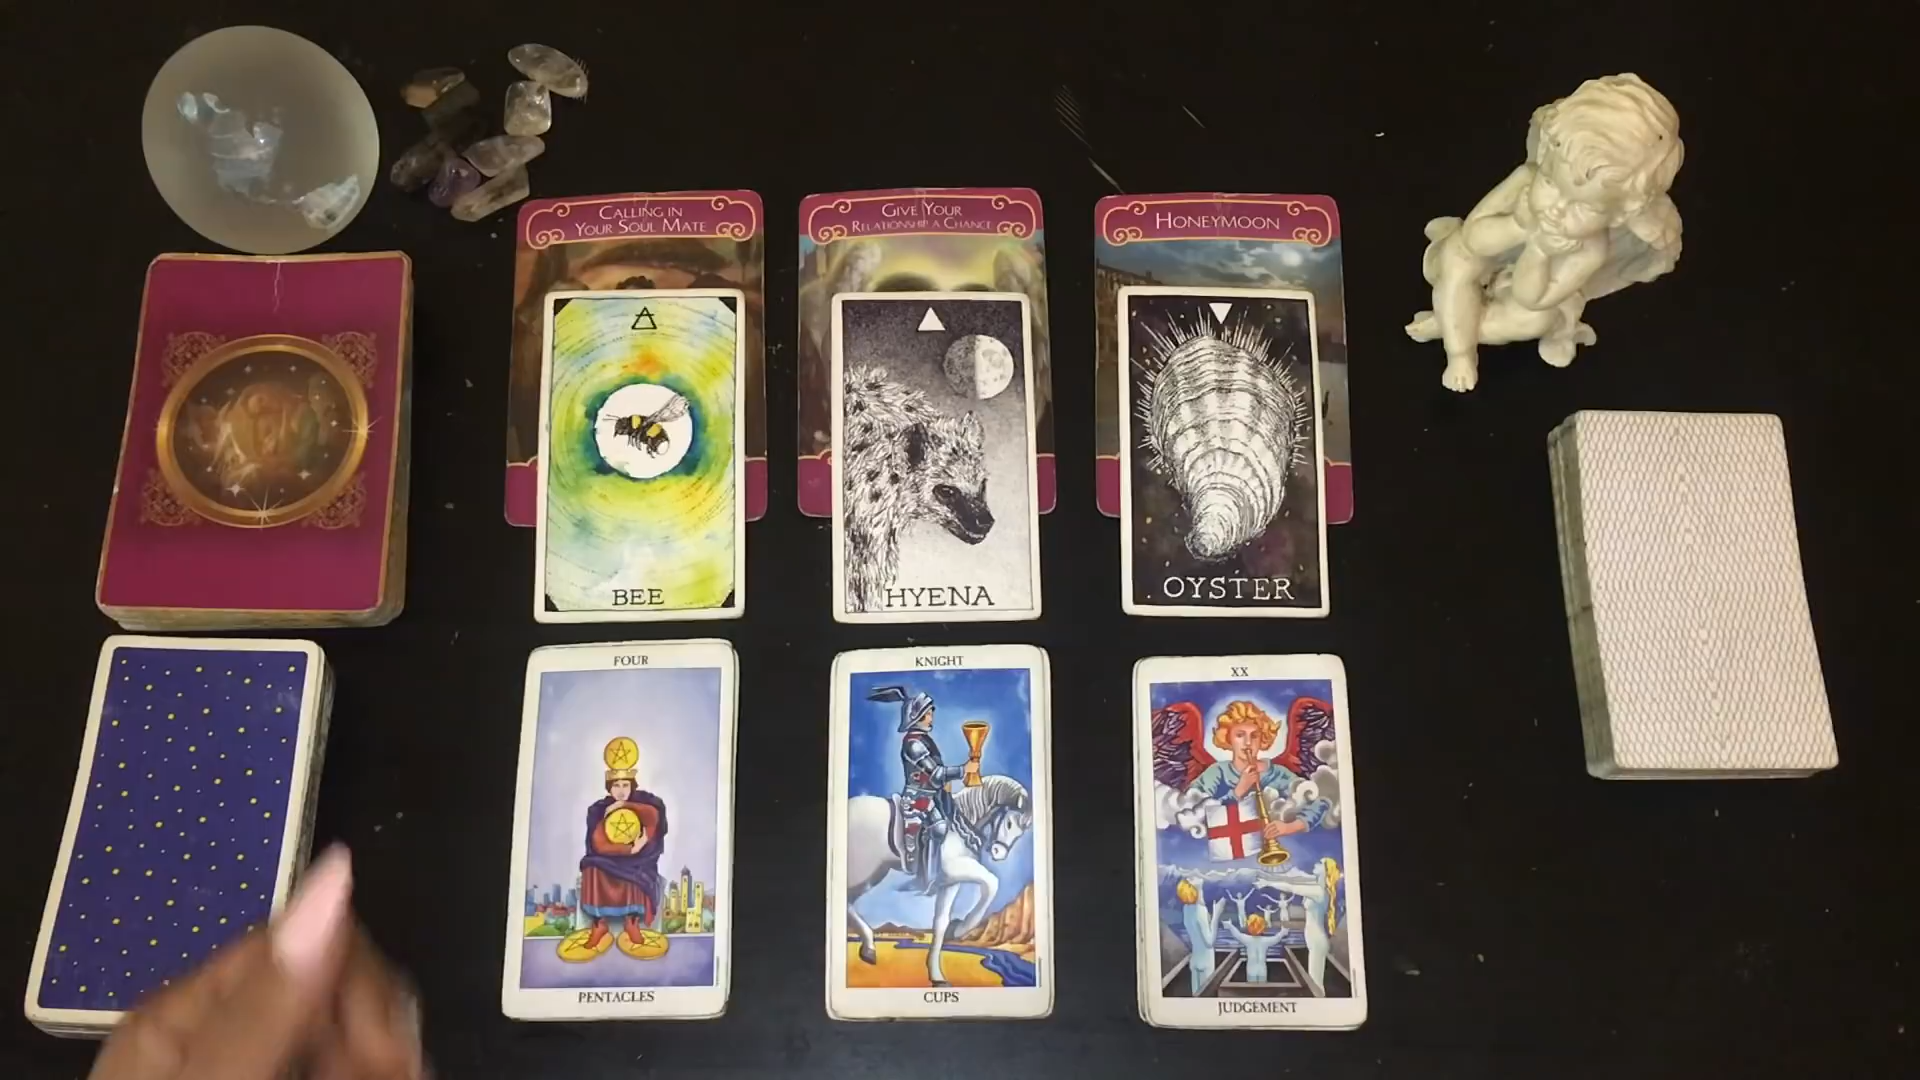 CALLING IN
YOUR SOUL MATE
GIVE YOUR
RELATIONSHIP A CHANCE
HONEYMOON
BEE
HYENA
OYSTER
FOUR
PENTACLES
KNIGHT
CUPS
XX
JUDGEMENT